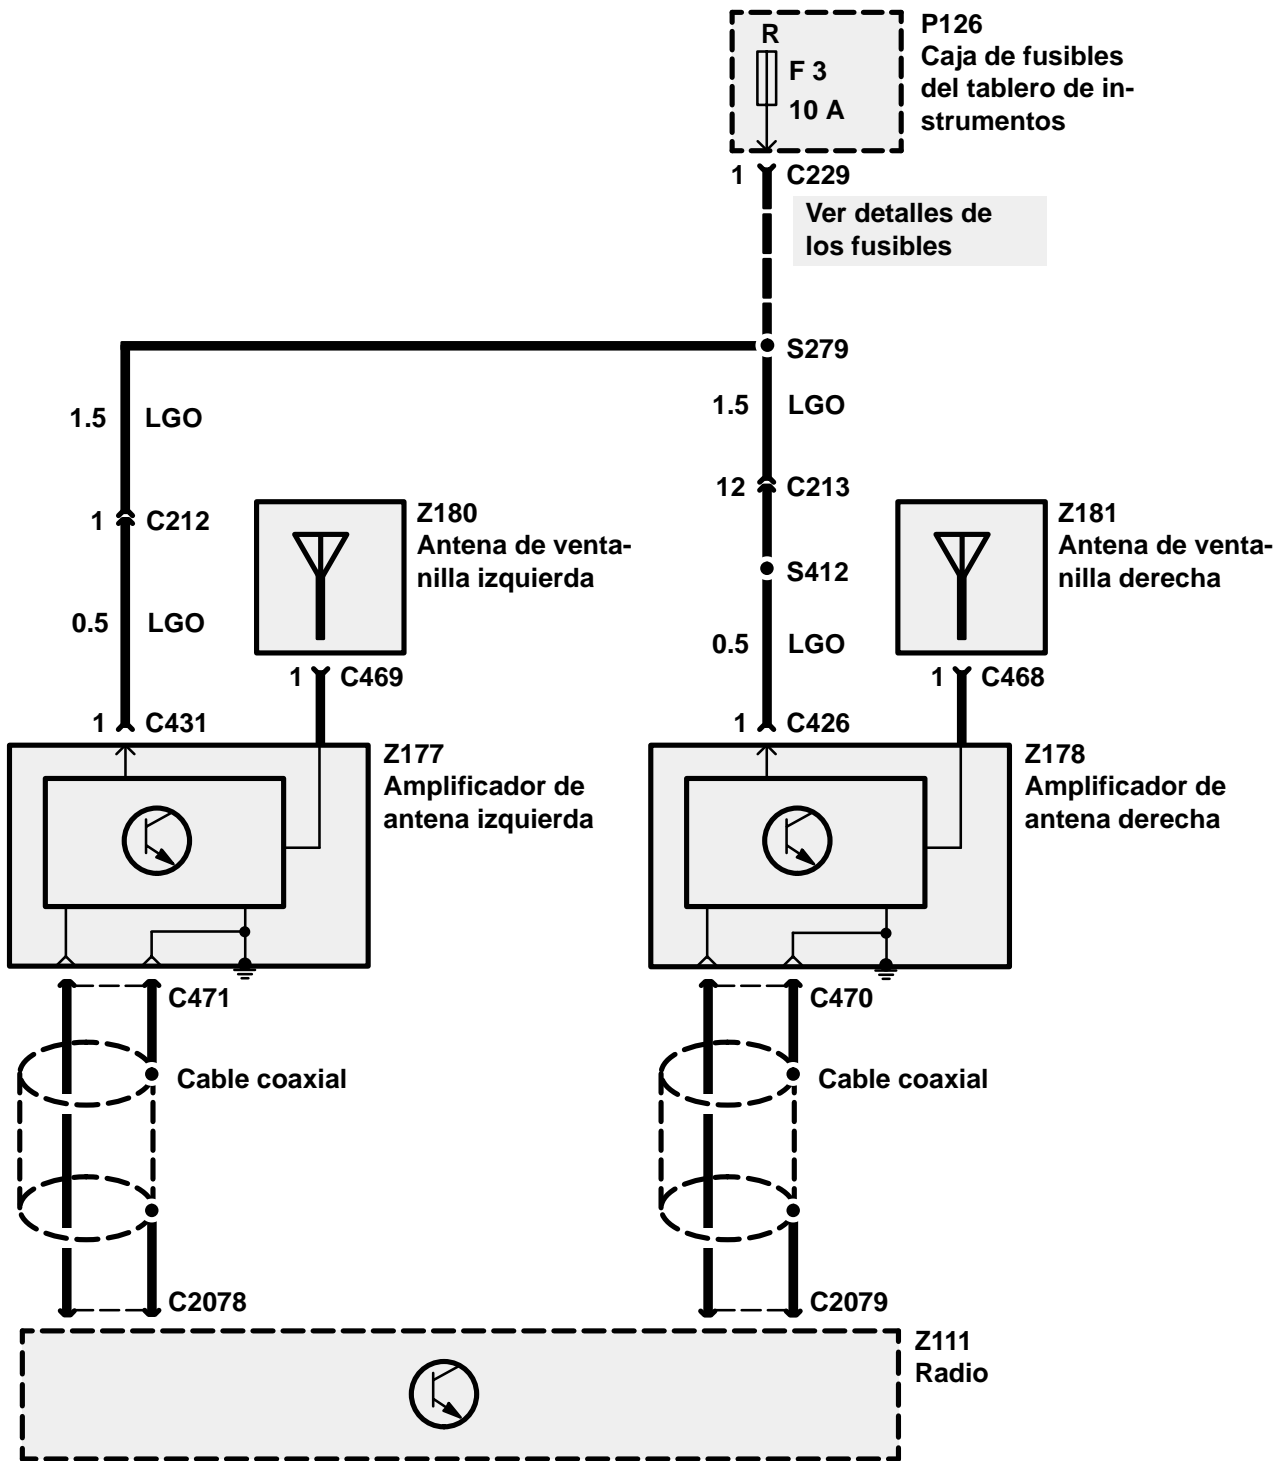 R
F 3
10 A
P126
Caja de fusibles
del tablero de in-
strumentos
1 C229
Ver detalles de
los fusibles
S279
1.5 LGO
1.5 LGO
12 C213
1 C212
Z180
Antena de venta-
nilla izquierda
Z181
Antena de venta-
nilla derecha
S412
0.5 LGO
0.5 LGO
1 C469
1 C468
1 C431
1 C426
Z177
Amplificador de
antena izquierda
Z178
Amplificador de
antena derecha
C471
C470
Cable coaxial
Cable coaxial
C2078
C2079
Z111
Radio